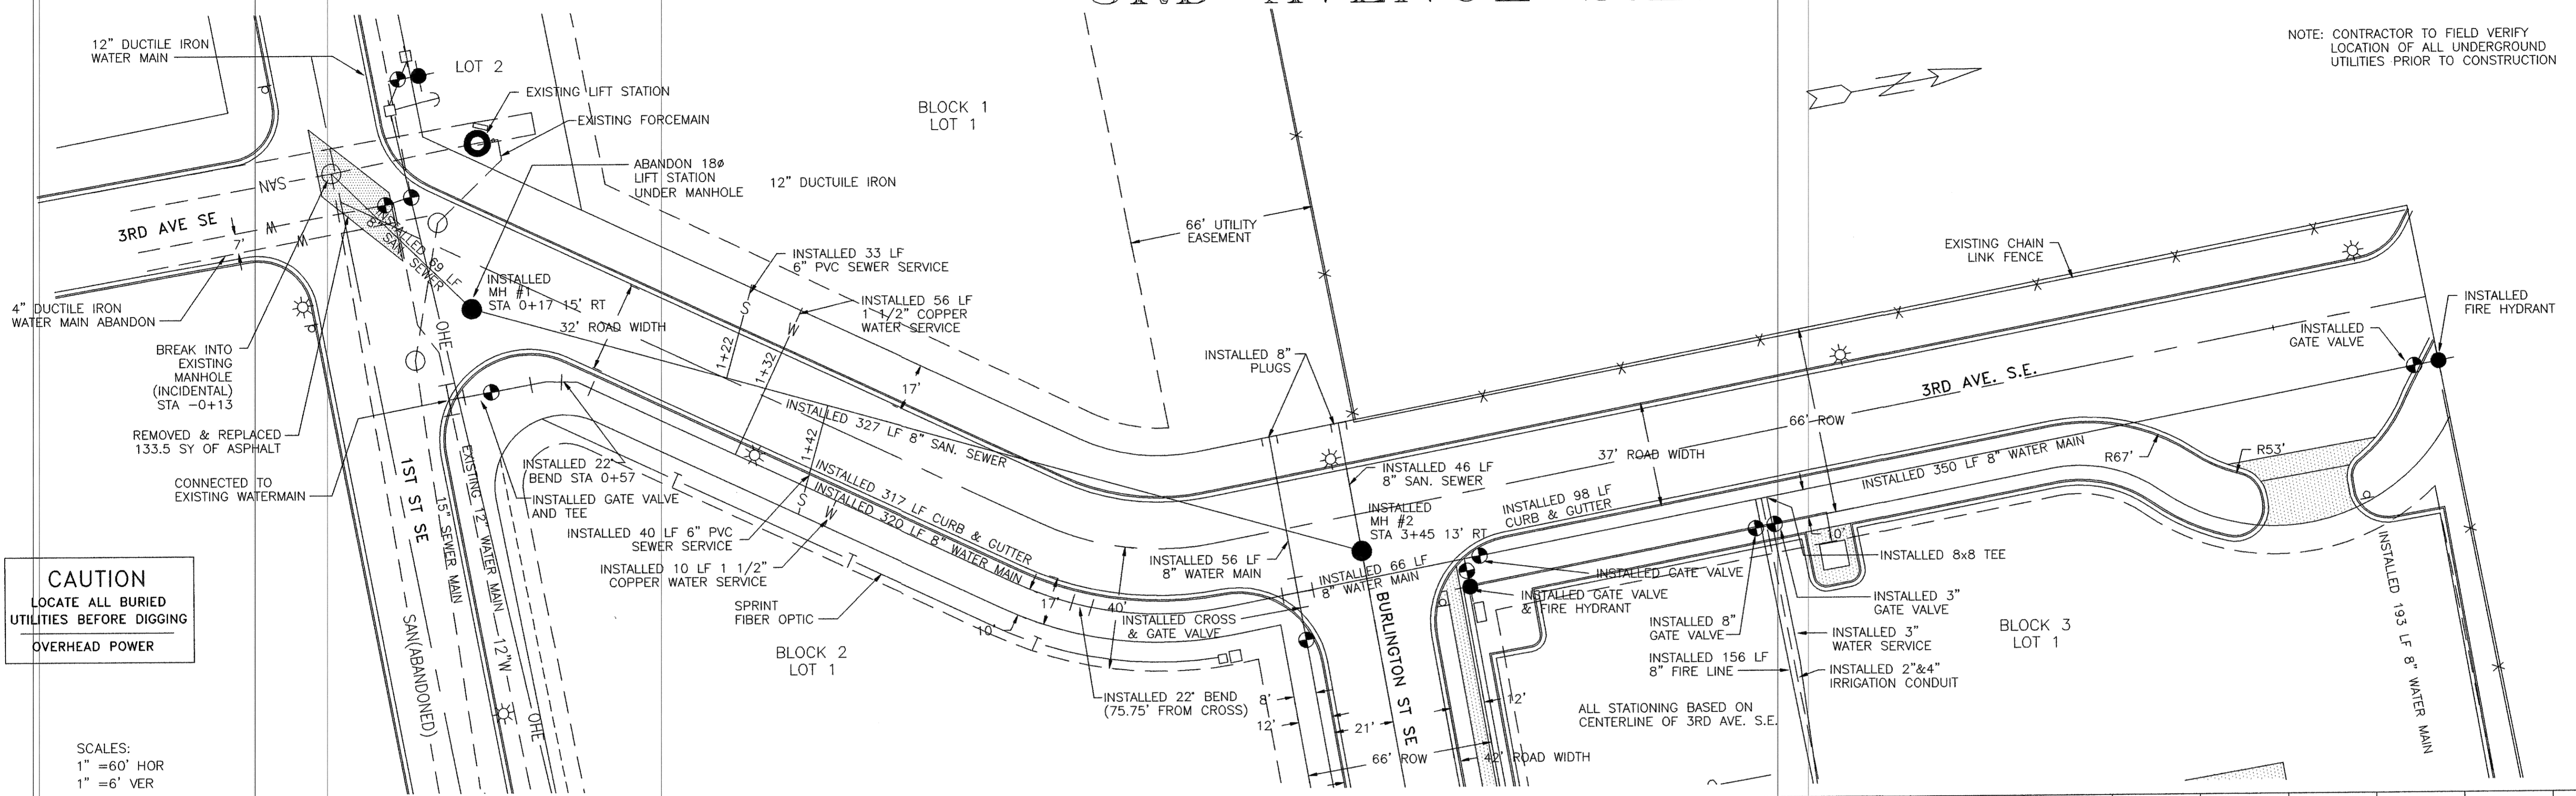 3RD AVENUE S.E.
NOTE: CONTRACTOR TO FIELD VERIFY
LOCATION OF ALL UNDERGROUND
UTILITIES PRIOR TO CONSTRUCTION
12" DUCTILE IRON
WATER MAIN
LOT 2
EXISTING LIFT STATION
EXISTING FORCEMAIN
BLOCK 1
LOT 1
ABANDON 18ø
LIFT STATION
UNDER MANHOLE
12" DUCTUILE IRON
SAN
3RD AVE SE
W
W
7'
INSTALLED 69 LF
8" SAN SEWER
66' UTILITY
EASEMENT
INSTALLED 33 LF
6" PVC SEWER SERVICE
EXISTING CHAIN
LINK FENCE
INSTALLED
MH #1
STA 0+17 15' RT
INSTALLED 56 LF
1 1/2" COPPER
WATER SERVICE
S
W
1+22
1+32
4" DUCTILE IRON
WATER MAIN ABANDON
OHE
32' ROAD WIDTH
INSTALLED
FIRE HYDRANT
INSTALLED
GATE VALVE
BREAK INTO
EXISTING
MANHOLE
(INCIDENTAL)
STA -0+13
INSTALLED 8"
PLUGS
17'
3RD AVE. S.E.
66' ROW
REMOVED & REPLACED
133.5 SY OF ASPHALT
INSTALLED 327 LF 8" SAN. SEWER
1+42
37' ROAD WIDTH
INSTALLED 350 LF 8" WATER MAIN
R67'
R53'
CONNECTED TO
EXISTING WATERMAIN
1ST ST SE
15" SEWER MAIN
EXISTING 12" WATER MAIN
12"W
INSTALLED 22°
BEND STA 0+57
INSTALLED GATE VALVE
AND TEE
INSTALLED 317 LF CURB & GUTTER
INSTALLED 320 LF 8" WATER MAIN
S
W
INSTALLED 46 LF
8" SAN. SEWER
INSTALLED 98 LF
CURB & GUTTER
INSTALLED
MH #2
STA 3+45 13' RT
INSTALLED 40 LF 6" PVC
SEWER SERVICE
INSTALLED 10 LF 1 1/2"
COPPER WATER SERVICE
INSTALLED 56 LF
8" WATER MAIN
INSTALLED 66 LF
8" WATER MAIN
INSTALLED GATE VALVE
10'
INSTALLED 8x8 TEE
CAUTION
LOCATE ALL BURIED
UTILITIES BEFORE DIGGING
OVERHEAD POWER
SPRINT
FIBER OPTIC
10'
17'
40'
INSTALLED CROSS
& GATE VALVE
INSTALLED GATE VALVE
& FIRE HYDRANT
INSTALLED 3"
GATE VALVE
INSTALLED 8"
GATE VALVE
INSTALLED 3"
WATER SERVICE
BLOCK 3
LOT 1
INSTALLED 193 LF 8" WATER MAIN
SAN(ABANDONED)
OHE
BLOCK 2
LOT 1
BURLINGTON ST SE
INSTALLED 156 LF
8" FIRE LINE
INSTALLED 2"&4"
IRRIGATION CONDUIT
INSTALLED 22° BEND
(75.75' FROM CROSS)
8'
12'
21'
12'
ALL STATIONING BASED ON
CENTERLINE OF 3RD AVE. S.E.
66' ROW
42' ROAD WIDTH
SCALES:
1" =60' HOR
1" =6' VER